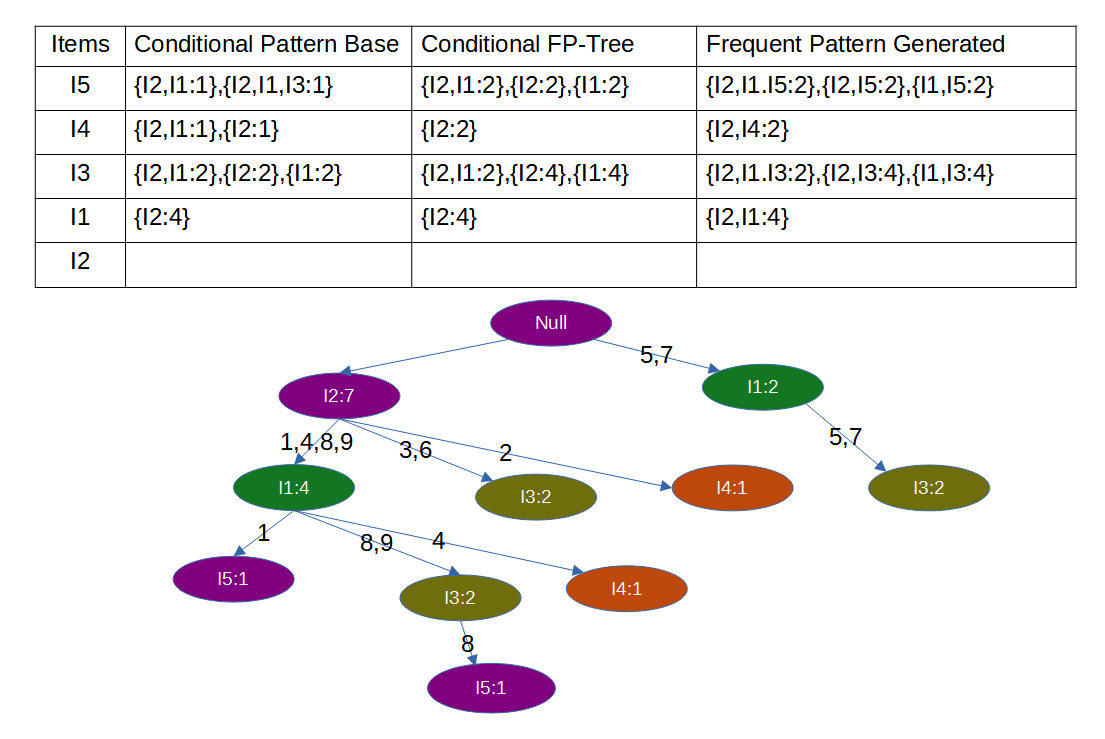 Items Conditional Pattern Base Conditional FP-Tree Frequent Pattern Generated
I5 {I2,I1:1},{I2,I1,I3:1} {I2,I1:2},{I2:2},{I1:2} {I2,I1.I5:2},{I2,I5:2},{I1,I5:2}
I4 {I2,I1:1},{I2:1} {I2:2} {I2,I4:2}
I3 {I2,I1:2},{I2:2},{I1:2} {I2,I1:2},{I2:4},{I1:4} {I2,I1.I3:2},{I2,I3:4},{I1,I3:4}
I1 {I2:4} {I2:4} {I2,I1:4}
I2
Null
5,7
I2:7
I1:2
1,4,8,9
3,6
2
5,7
I1:4
I3:2
I4:1
I3:2
1
8,9
4
I5:1
I3:2
I4:1
8
I5:1